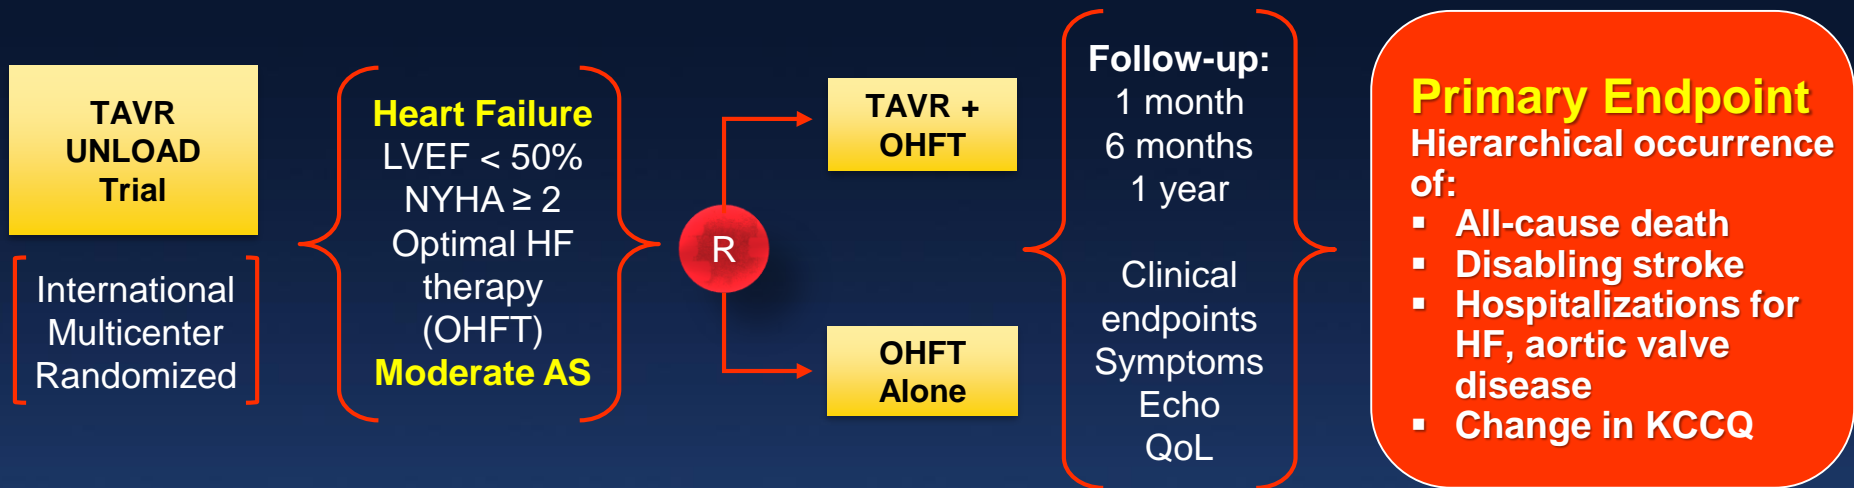 TAVR
UNLOAD
Trial
International
Multicenter
Randomized
Heart Failure
LVEF < 50%
NYHA ≥ 2
Optimal HF
therapy
(OHFT)
Moderate AS
R
TAVR +
OHFT
OHFT
Alone
Follow-up:
1 month
6 months
1 year
Clinical
endpoints
Symptoms
Echo
QoL
Primary Endpoint
Hierarchical occurrence
of:
▪ All-cause death
▪ Disabling stroke
▪ Hospitalizations for
HF, aortic valve
disease
▪ Change in KCCQ